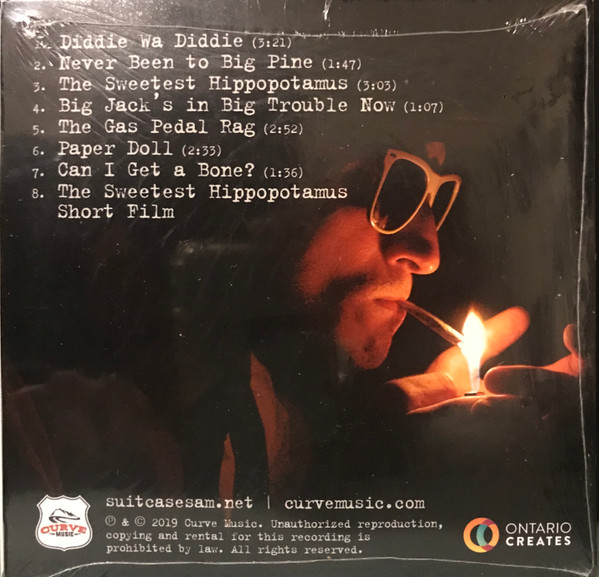 1. Diddie Wa Diddie (3:21)
2. Never Been to Big Pine (1:47)
3. The Sweetest Hippopotamus (3:03)
4. Big Jack's in Big Trouble Now (1:07)
5. The Gas Pedal Rag (2:52)
6. Paper Doll (2:33)
7. Can I Get a Bone? (1:36)
8. The Sweetest Hippopotamus
Short Film
suitcasesam.net | curvemusic.com
℗ & © 2019 Curve Music. Unauthorized reproduction,
copying and rental for this recording is
prohibited by law. All rights reserved.
CURVE
MUSIC
ONTARIO
CREATES